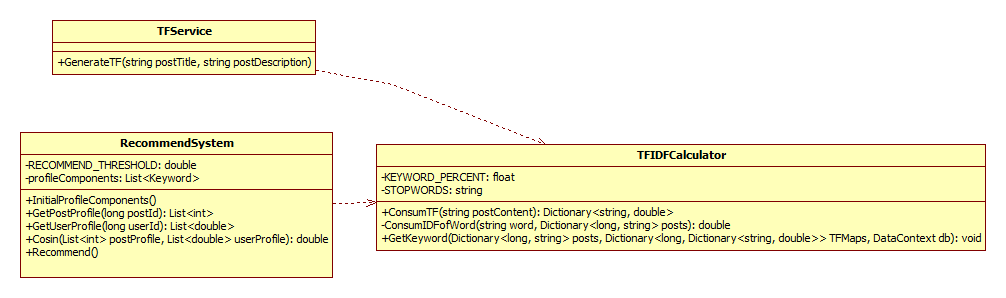 TFService
+GenerateTF(string postTitle, string postDescription)
RecommendSystem
-RECOMMEND_THRESHOLD: double
-profileComponents: List<Keyword>
+InitialProfileComponents()
+GetPostProfile(long postId): List<int>
+GetUserProfile(long userId): List<double>
+Cosin(List<int> postProfile, List<double> userProfile): double
+Recommend()
TFIDFCalculator
-KEYWORD_PERCENT: float
-STOPWORDS: string
+ConsumTF(string postContent): Dictionary<string, double>
-ConsumIDFofWord(string word, Dictionary<long, string> posts): double
+GetKeyword(Dictionary<long, string> posts, Dictionary<long, Dictionary<string, double>> TFMaps, DataContext db): void